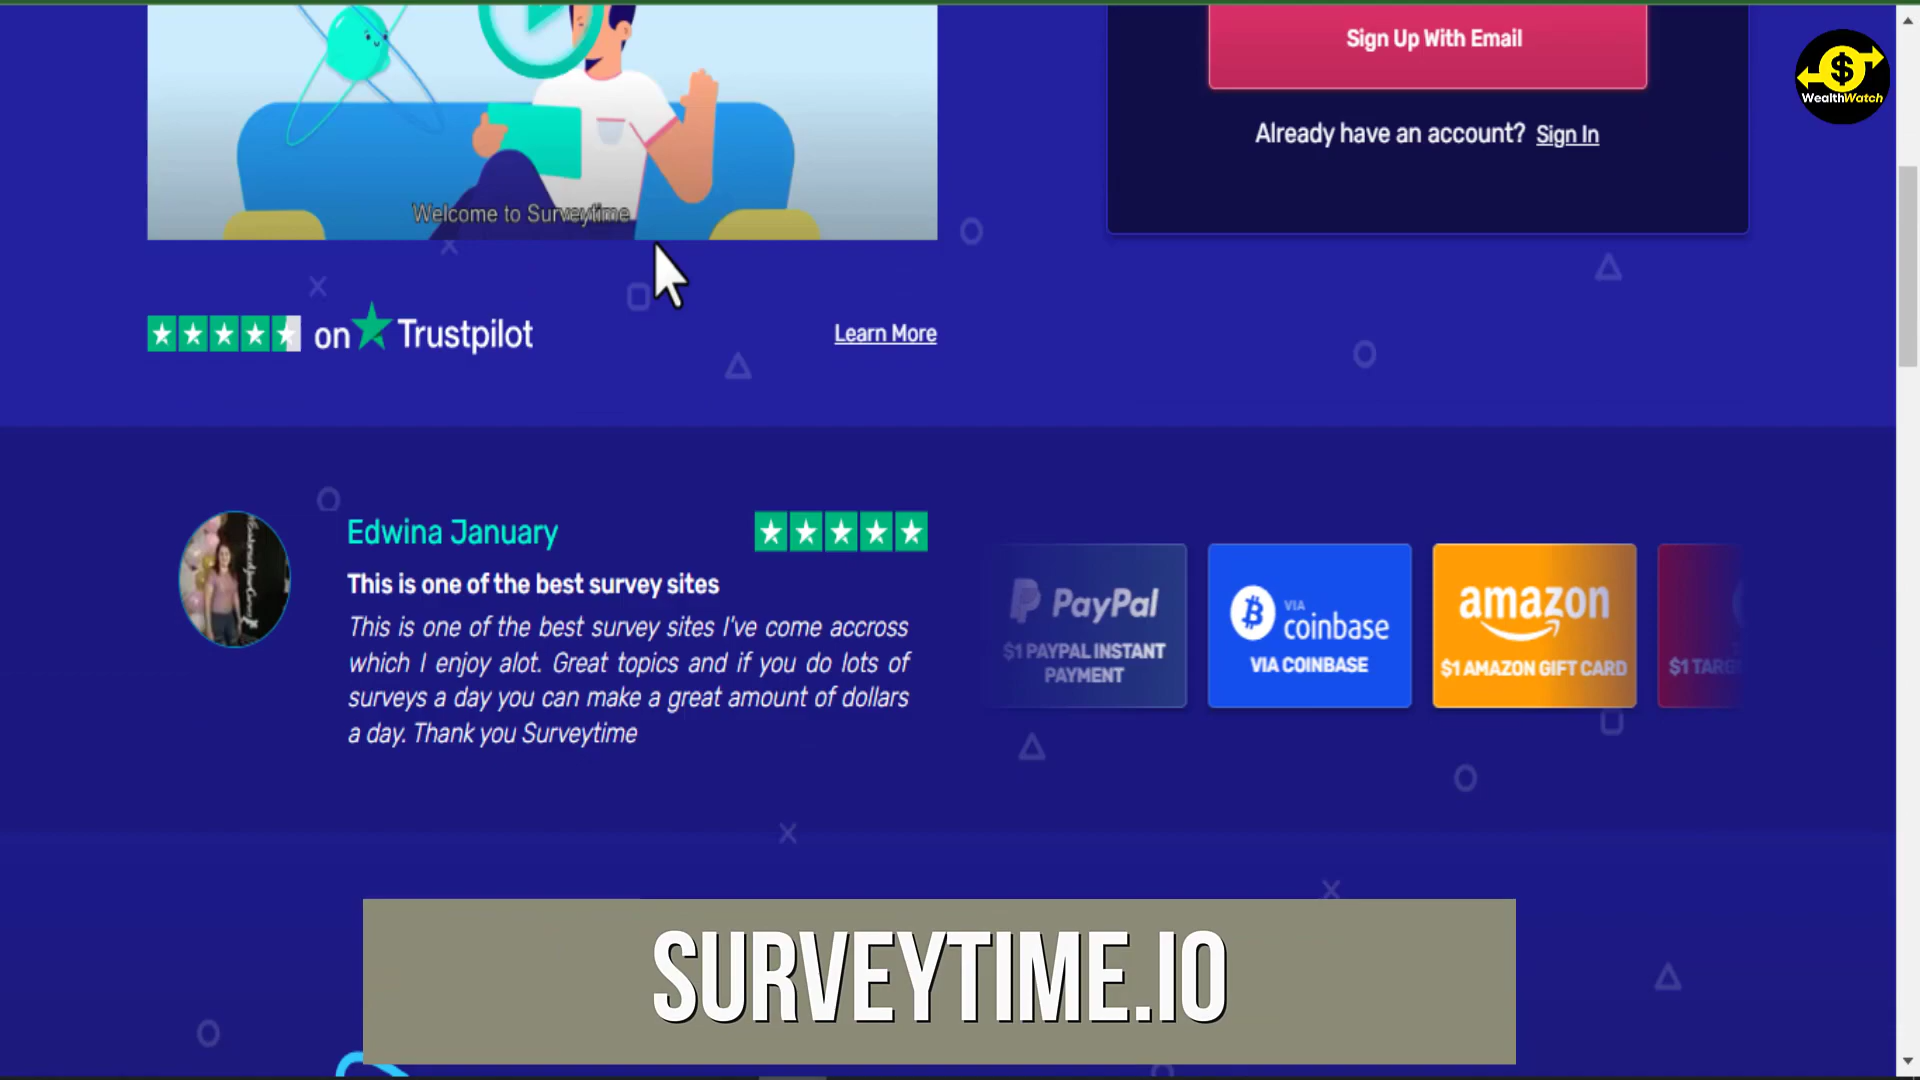 Sign Up With Email
WealthWatch
Already have an account? Sign In
Welcome to Surveytime
on Trustpilot
Learn More
Edwina January
This is one of the best survey sites
This is one of the best survey sites I've come accross
which I enjoy alot. Great topics and if you do lots of
surveys a day you can make a great amount of dollars
a day. Thank you Surveytime
PayPal
$1 PAYPAL INSTANT
PAYMENT
VIA
coinbase
VIA COINBASE
amazon
$1 AMAZON GIFT CARD
$1
SURVEYTIME.IO